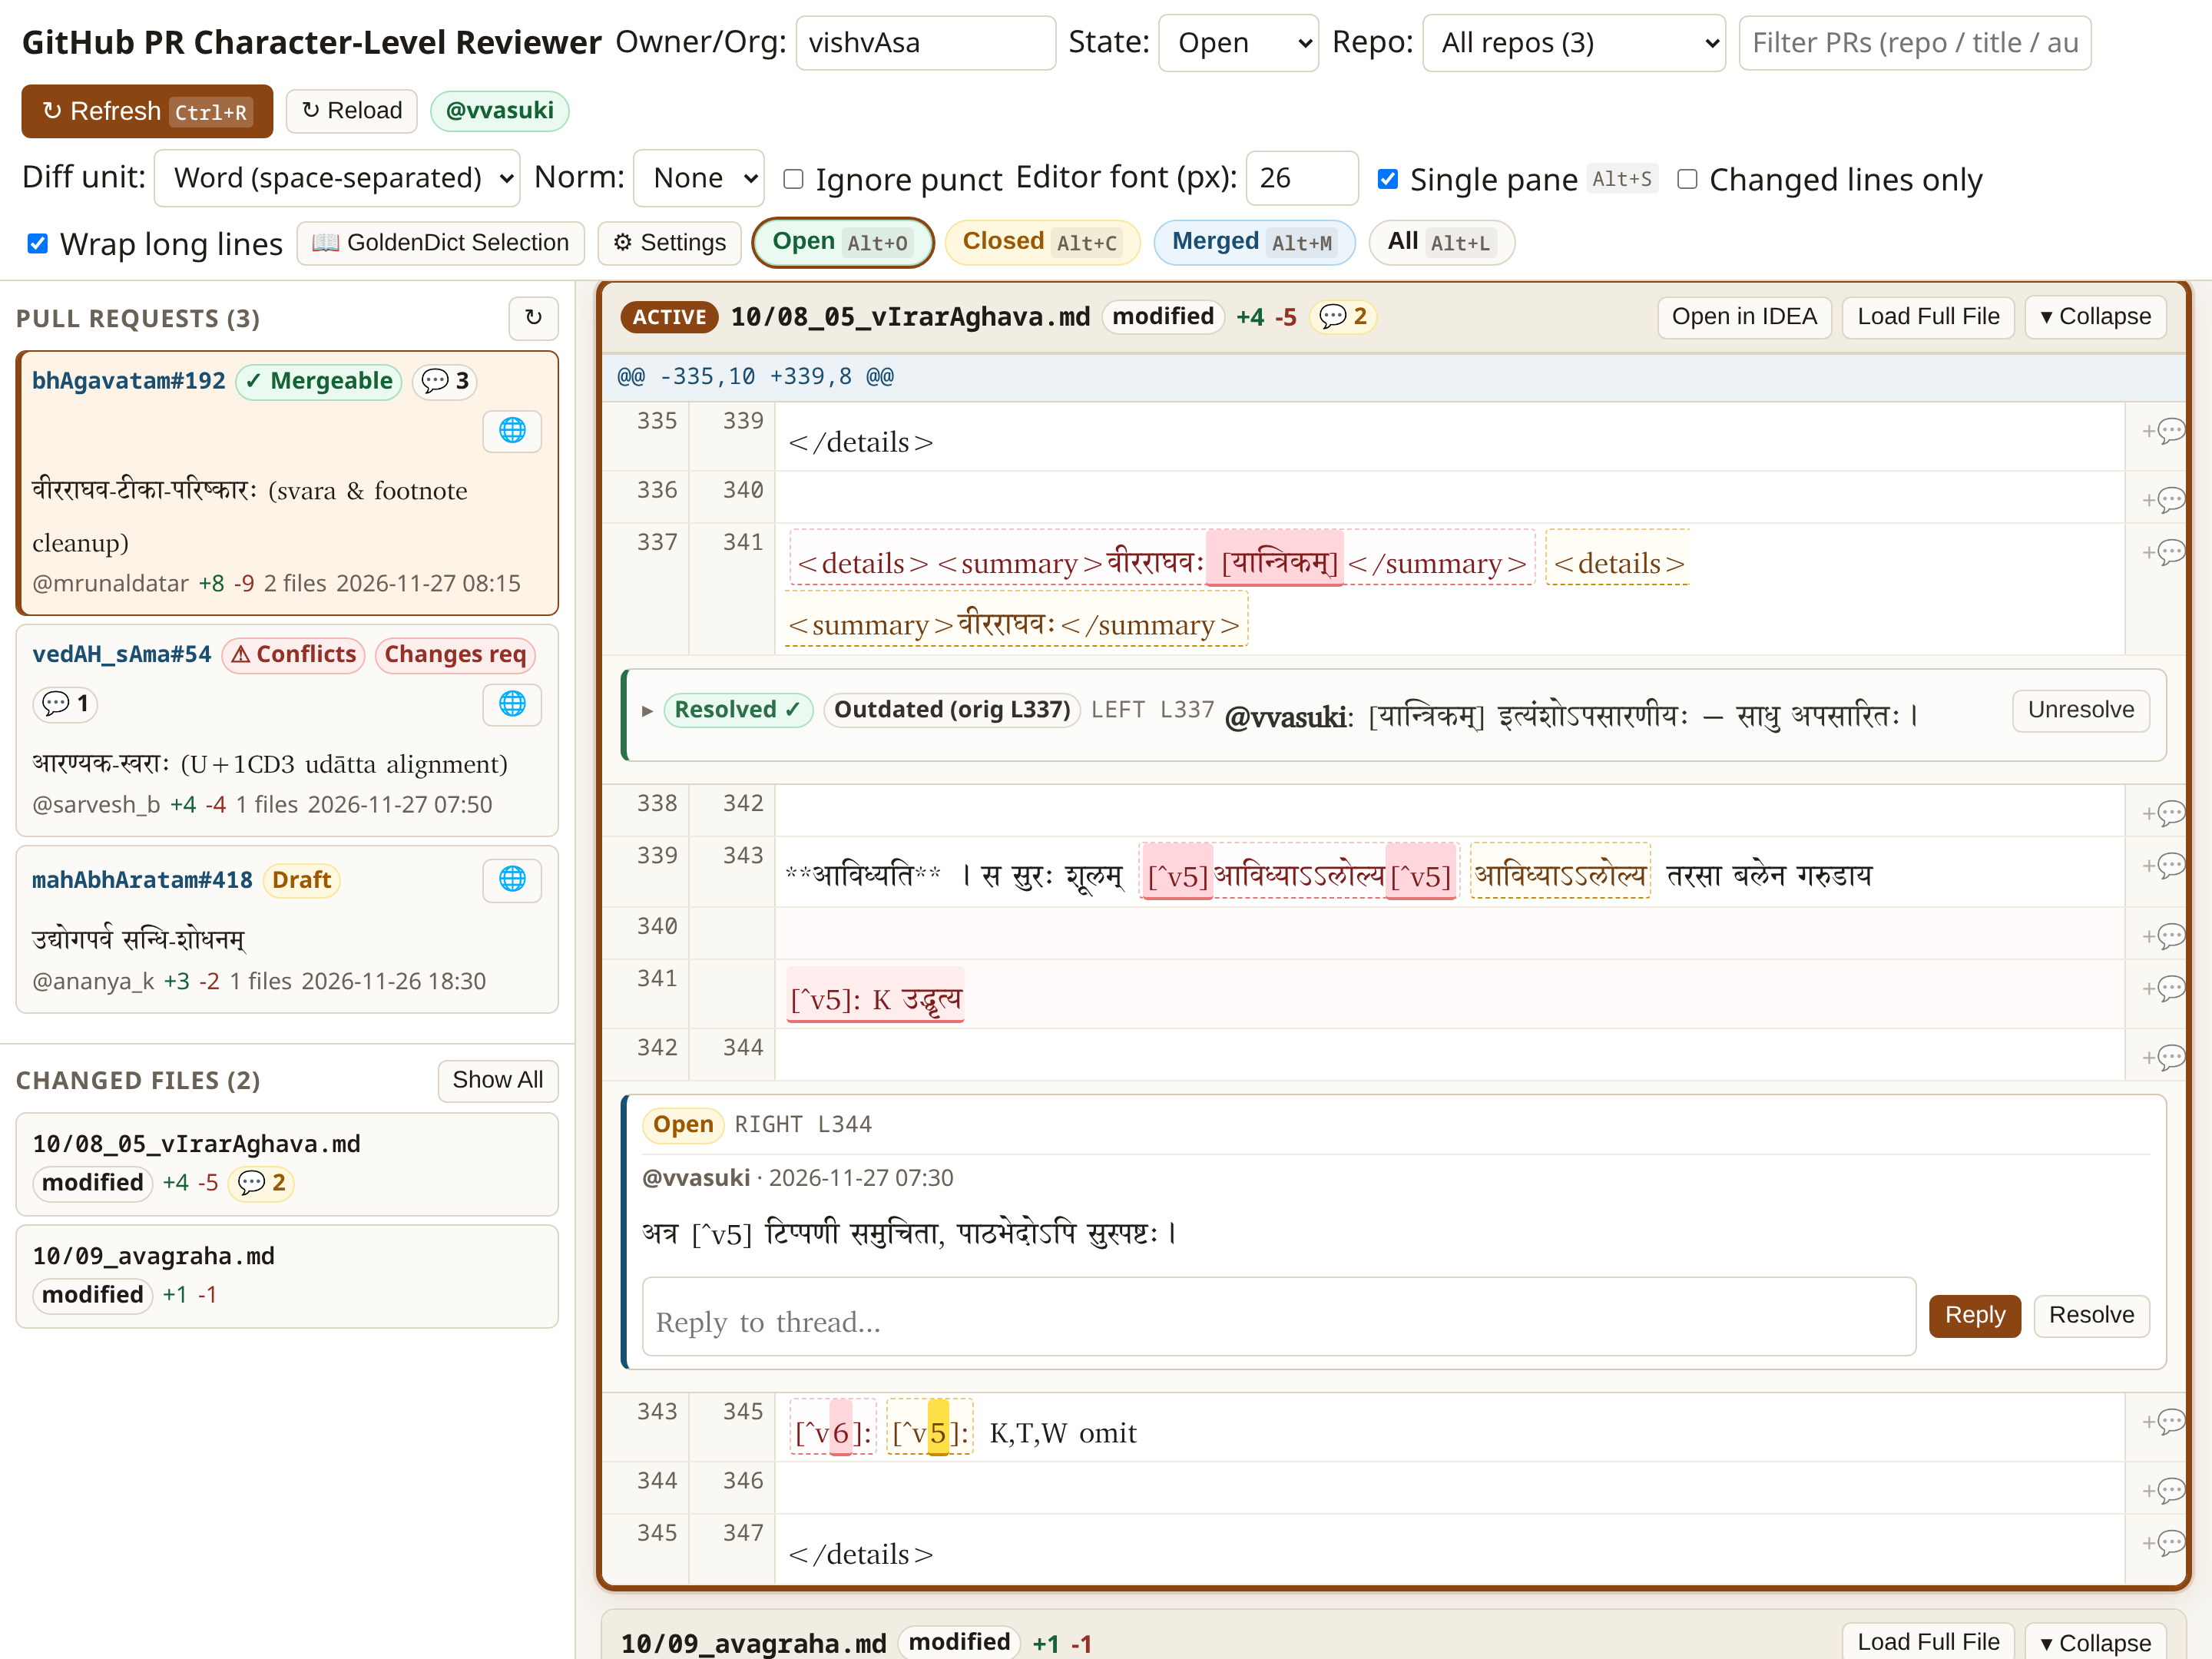 GitHub PR Character-Level Reviewer Owner/Org: vishvAsa State: Open Repo: All repos (3) Filter PRs (repo / title / au
↻ Refresh Ctrl+R ↻ Reload @vvasuki
Diff unit: Word (space-separated) Norm: None Ignore punct Editor font (px): 26 Single pane Alt+S Changed lines only
Wrap long lines 📖 GoldenDict Selection ⚙ Settings Open Alt+O Closed Alt+C Merged Alt+M All Alt+L
PULL REQUESTS (3) ↻
bhAgavatam#192 ✓ Mergeable 💬 3
🌐
वीरराघव-टीका-परिष्कारः (svara & footnote
cleanup)
@mrunaldatar +8 -9 2 files 2026-11-27 08:15
vedAH_sAma#54 ⚠ Conflicts Changes req
💬 1 🌐
आरण्यक-स्वराः (U+1CD3 udātta alignment)
@sarvesh_b +4 -4 1 files 2026-11-27 07:50
mahAbhAratam#418 Draft 🌐
उद्योगपर्व सन्धि-शोधनम्
@ananya_k +3 -2 1 files 2026-11-26 18:30
CHANGED FILES (2) Show All
10/08_05_vIrarAghava.md
modified +4 -5 💬 2
10/09_avagraha.md
modified +1 -1
ACTIVE 10/08_05_vIrarAghava.md modified +4 -5 💬 2 Open in IDEA Load Full File ▾ Collapse
@@ -335,10 +339,8 @@
335 339 </details> +💬
336 340 +💬
337 341 <details><summary>वीरराघवः [यान्त्रिकम्]</summary> <details> +💬
<summary>वीरराघवः</summary>
▸ Resolved ✓ Outdated (orig L337) LEFT L337 @vvasuki: [यान्त्रिकम्] इत्यंशोऽपसारणीयः – साधु अपसारितः। Unresolve
338 342 +💬
339 343 **आविध्यति** । स सुरः शूलम् [^v5]आविध्याऽऽलोल्य[^v5] आविध्याऽऽलोल्य तरसा बलेन गरुडाय +💬
340 +💬
341 [^v5]: K उद्धृत्य +💬
342 344 +💬
Open RIGHT L344
@vvasuki · 2026-11-27 07:30
अत्र [^v5] टिप्पणी समुचिता, पाठभेदोऽपि सुस्पष्टः।
Reply to thread... Reply Resolve
343 345 [^v6]: [^v5]: K,T,W omit +💬
344 346 +💬
345 347 </details> +💬
10/09_avagraha.md modified +1 -1 Load Full File ▾ Collapse